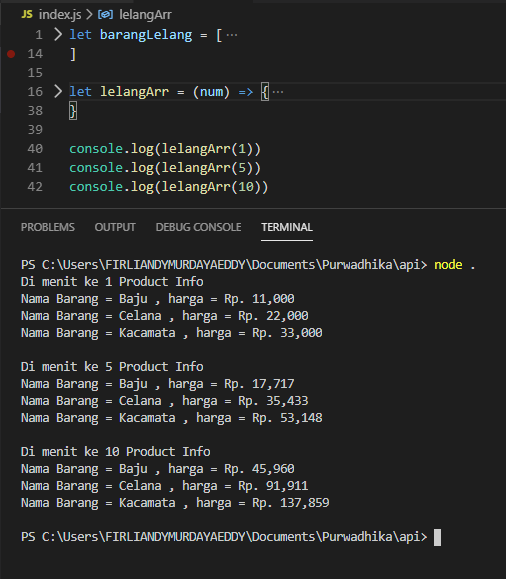 JS index.js > lelangArr
1 > let barangLelang = [ ···
14 ]
15
16 > let lelangArr = (num) => { ···
38 }
39
40 console.log(lelangArr(1))
41 console.log(lelangArr(5))
42 console.log(lelangArr(10))
PROBLEMS OUTPUT DEBUG CONSOLE TERMINAL
PS C:\Users\FIRLIANDYMURDAYAEDDY\Documents\Purwadhika\api> node .
Di menit ke 1 Product Info
Nama Barang = Baju , harga = Rp. 11,000
Nama Barang = Celana , harga = Rp. 22,000
Nama Barang = Kacamata , harga = Rp. 33,000
Di menit ke 5 Product Info
Nama Barang = Baju , harga = Rp. 17,717
Nama Barang = Celana , harga = Rp. 35,433
Nama Barang = Kacamata , harga = Rp. 53,148
Di menit ke 10 Product Info
Nama Barang = Baju , harga = Rp. 45,960
Nama Barang = Celana , harga = Rp. 91,911
Nama Barang = Kacamata , harga = Rp. 137,859
PS C:\Users\FIRLIANDYMURDAYAEDDY\Documents\Purwadhika\api>